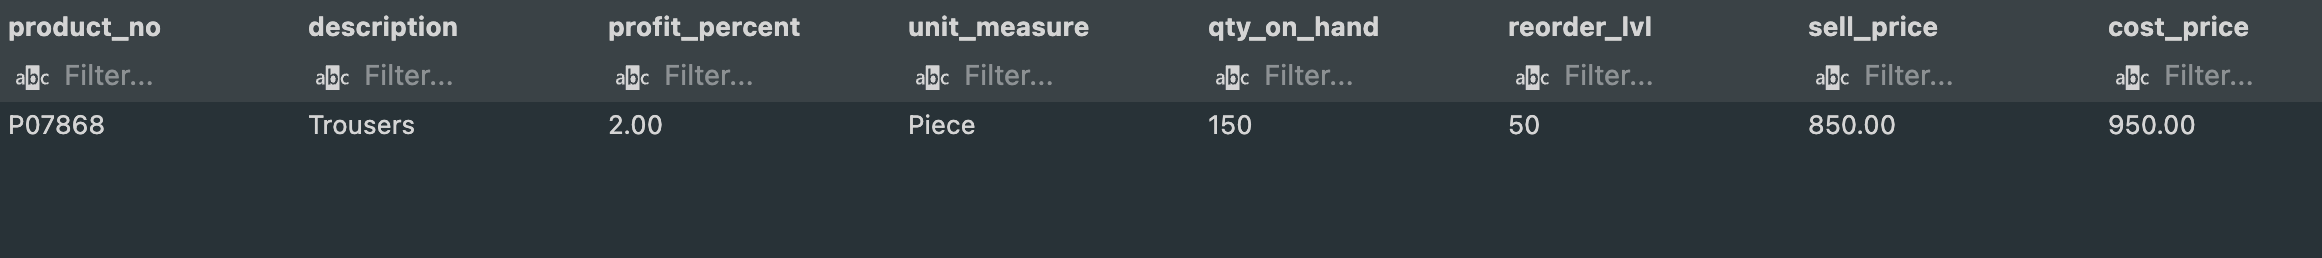 product_no description profit_percent unit_measure qty_on_hand reorder_lvl sell_price cost_price
abc Filter... abc Filter... abc Filter... abc Filter... abc Filter... abc Filter... abc Filter... abc Filter...
P07868 Trousers 2.00 Piece 150 50 850.00 950.00